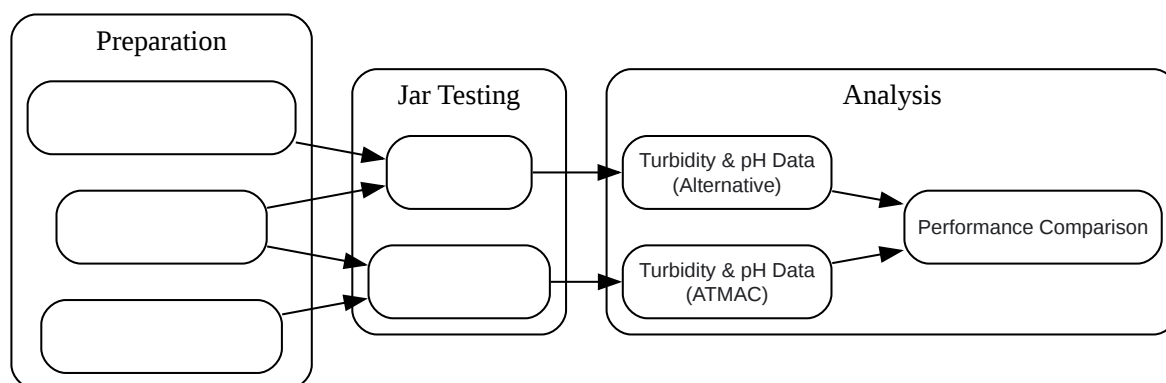 Preparation
Jar Testing
Analysis
Turbidity & pH Data
(Alternative)
Performance Comparison
Turbidity & pH Data
(ATMAC)